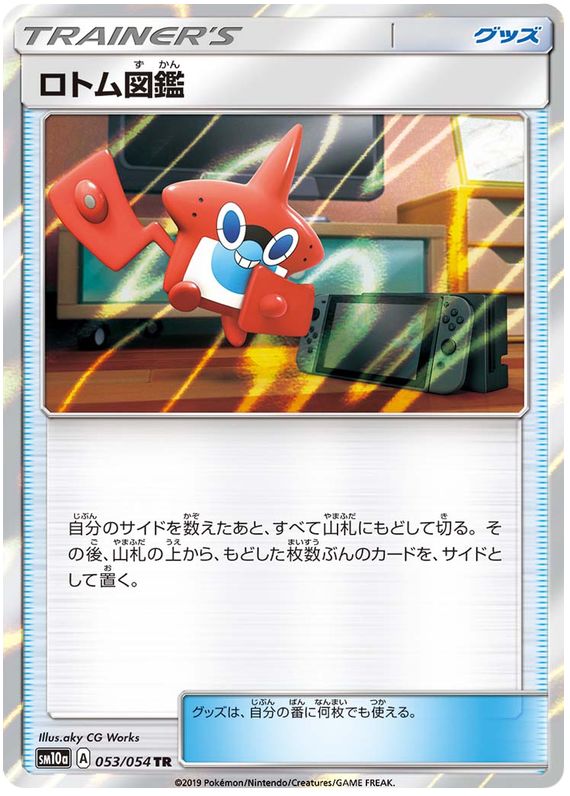 TRAINER'S
グッズ
ずかん
ロトム図鑑
じぶん かぞ やまふだ き
自分のサイドを数えたあと、すべて山札にもどして切る。そ
ご やまふだ うえ まいすう
の後、山札の上から、もどした枚数ぶんのカードを、サイドと
お
して置く。
じぶん ばん なんまい つか
グッズは、自分の番に何枚でも使える。
Illus.aky CG Works
sm10a A 053/054 TR
©2019 Pokémon/Nintendo/Creatures/GAME FREAK.